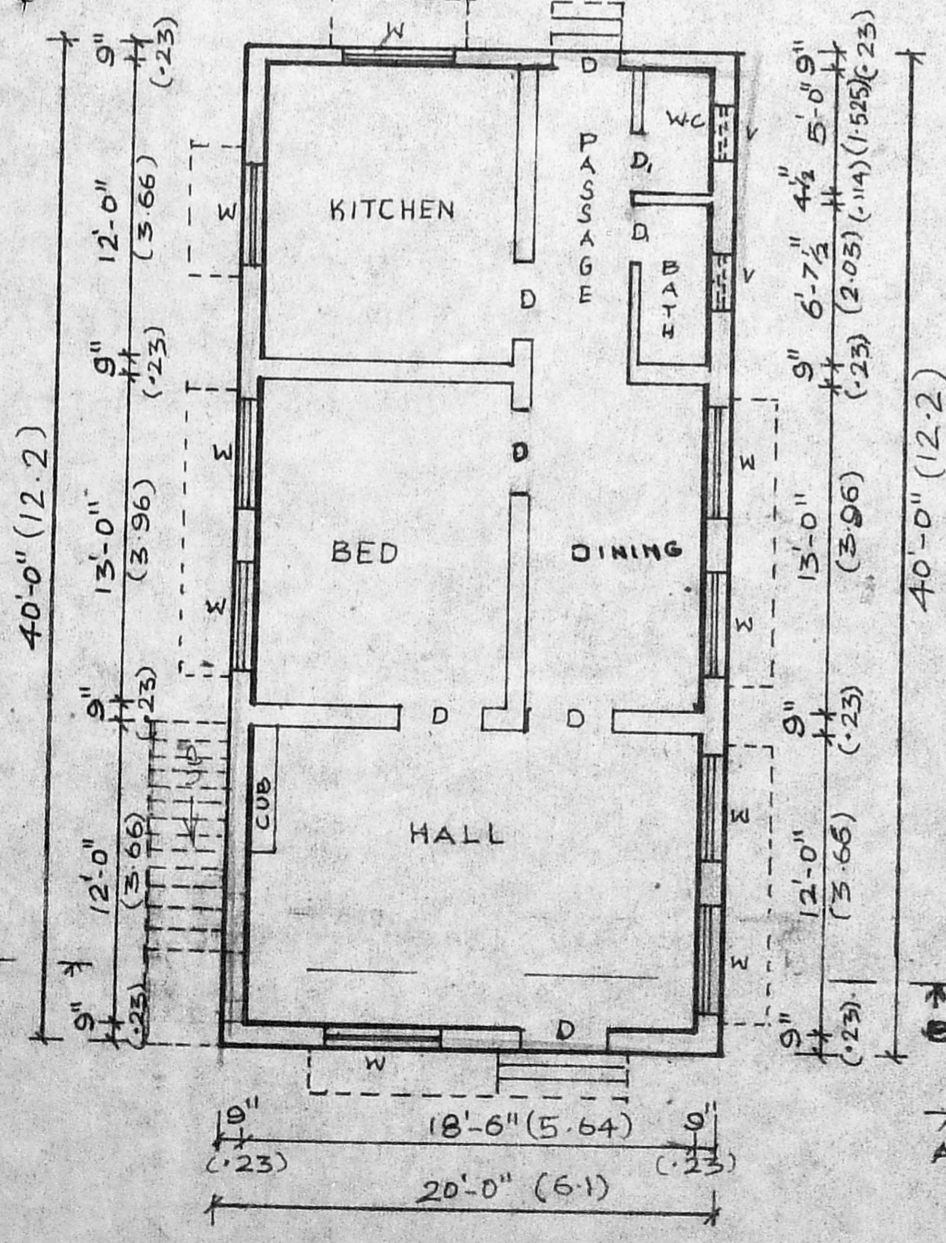 W
D
9"
(.23)
12'-0"
(3.66)
9"
(.23)
13'-0"
(3.96)
9"
(.23)
12'-0"
(3.66)
9"
(.23)
40'-0" (12.2)
W
KITCHEN
PASSAGE
WC
D1
D
BATH
D
V
V
W
BED
D
DINING
W
W
W
D
D
UP
CUB
HALL
W
W
W
D
9"
(.23)
5'-0"
(1.525)
4½"
(.114)
6'-7½"
(2.03)
9"
(.23)
13'-0"
(3.96)
9"
(.23)
12'-0"
(3.66)
9"
(.23)
40'-0" (12.2)
9"
(.23)
18'-6" (5.64)
9"
(.23)
20'-0" (6.1)